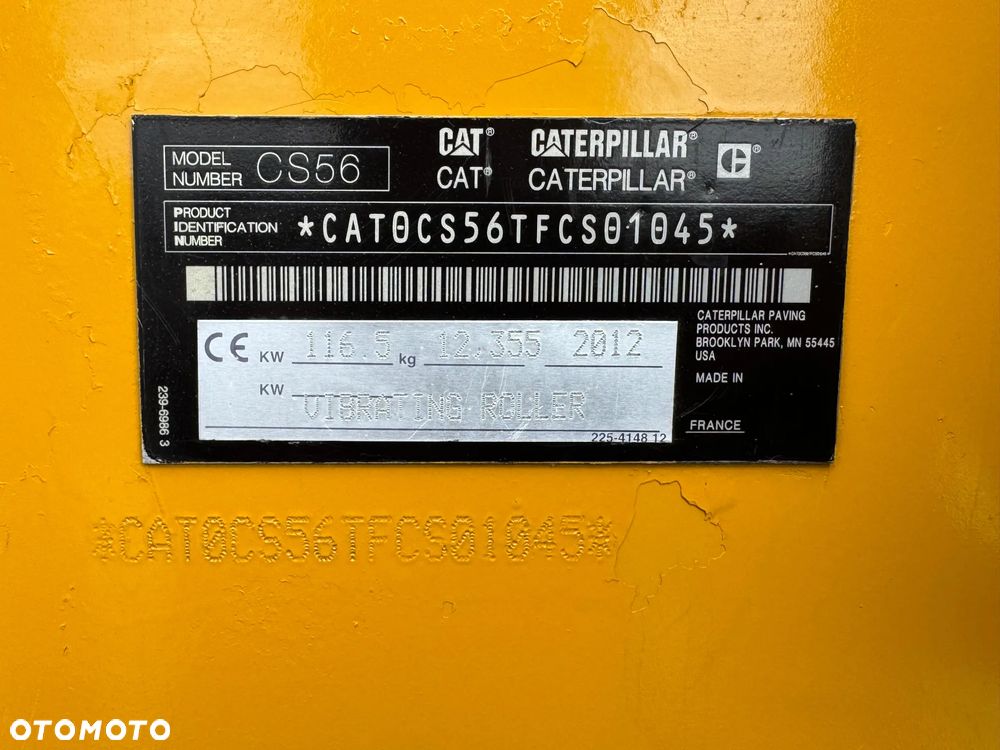 CAT® CATERPILLAR® ®
MODEL
NUMBER CS56
CAT® CATERPILLAR®
PRODUCT
IDENTIFICATION
NUMBER *CAT0CS56TFCS01045*
CATERPILLAR PAVING
PRODUCTS INC.
BROOKLYN PARK, MN 55445
USA
MADE IN
FRANCE
CE KW 116.5 kg 12.355 2012
KW
VIBRATING ROLLER
225-4148 12
239-6986 3
*CAT0CS56TFCS01045*
OTOMOTO